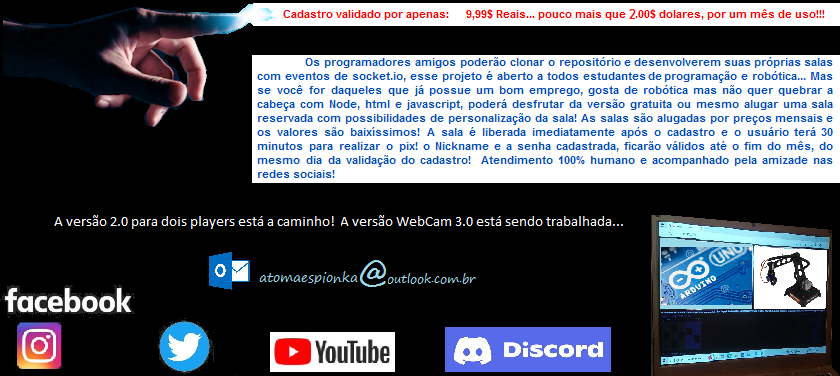 Cadastro validado por apenas: 9,99$ Reais... pouco mais que 2.00$ dolares, por um mês de uso!!!
Os programadores amigos poderão clonar o repositório e desenvolverem suas próprias salas
com eventos de socket.io, esse projeto é aberto a todos estudantes de programação e robótica... Mas
se você for daqueles que já possue um bom emprego, gosta de robótica mas não quer quebrar a
cabeça com Node, html e javascript, poderá desfrutar da versão gratuita ou mesmo alugar uma sala
reservada com possibilidades de personalização da sala! As salas são alugadas por preços mensais e
os valores são baixíssimos! A sala é liberada imediatamente após o cadastro e o usuário terá 30
minutos para realizar o pix! o Nickname e a senha cadastrada, ficarão válidos até o fim do mês, do
mesmo dia da validação do cadastro! Atendimento 100% humano e acompanhado pela amizade nas
redes sociais!
A versão 2.0 para dois players está a caminho! A versão WebCam 3.0 está sendo trabalhada...
atomaespionka@outlook.com.br
facebook
YouTube
Discord
UNO
ARDUINO